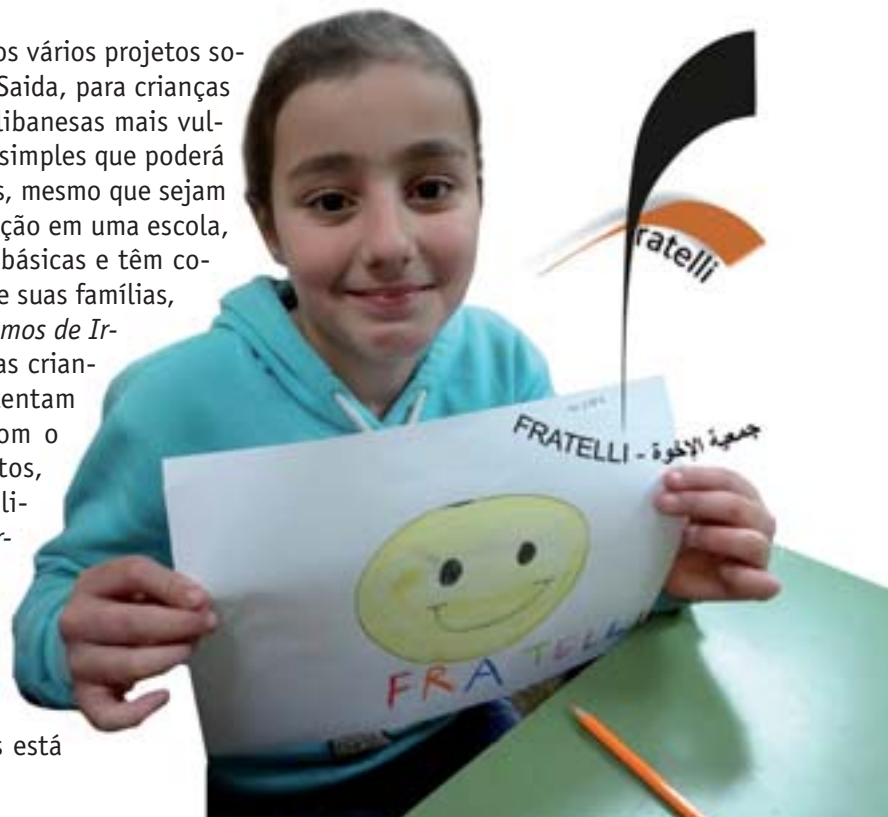 os vários projetos so-
Saida, para crianças
libanesas mais vul-
simples que poderá
s, mesmo que sejam
ção em uma escola,
básicas e têm co-
e suas famílias,
mos de Ir-
as crian-
entam
om o
tos,
li-
r-
s está
ratelli
FRATELLI - جمعية الإخوة
FRATELLI